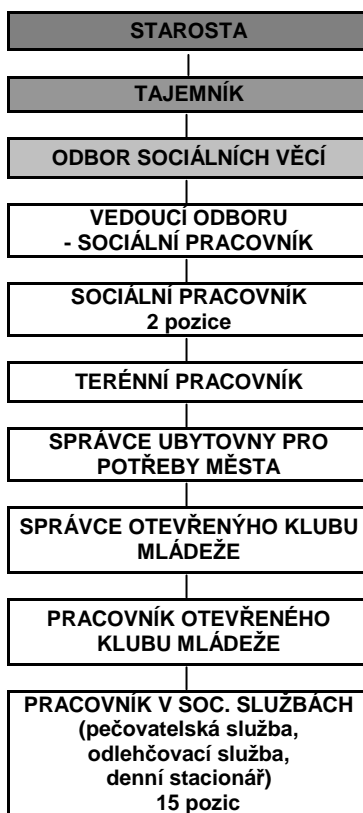 STAROSTA
TAJEMNÍK
ODBOR SOCIÁLNÍCH VĚCÍ
VEDOUCÍ ODBORU
- SOCIÁLNÍ PRACOVNÍK
SOCIÁLNÍ PRACOVNÍK
2 pozice
TERÉNNÍ PRACOVNÍK
SPRÁVCE UBYTOVNY PRO
POTŘEBY MĚSTA
SPRÁVCE OTEVŘENÝHO KLUBU
MLÁDEŽE
PRACOVNÍK OTEVŘENÉHO
KLUBU MLÁDEŽE
PRACOVNÍK V SOC. SLUŽBÁCH
(pečovatelská služba,
odlehčovací služba,
denní stacionář)
15 pozic